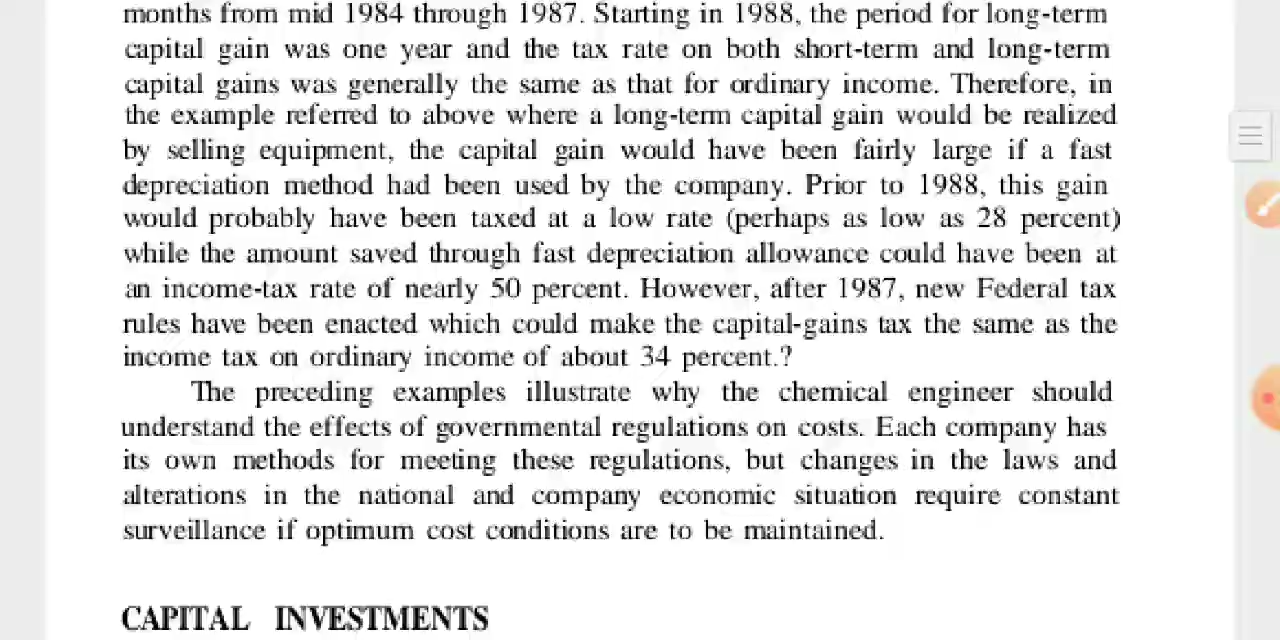 months from mid 1984 through 1987. Starting in 1988, the period for long-term
capital gain was one year and the tax rate on both short-term and long-term
capital gains was generally the same as that for ordinary income. Therefore, in
the example referred to above where a long-term capital gain would be realized
by selling equipment, the capital gain would have been fairly large if a fast
depreciation method had been used by the company. Prior to 1988, this gain
would probably have been taxed at a low rate (perhaps as low as 28 percent)
while the amount saved through fast depreciation allowance could have been at
an income-tax rate of nearly 50 percent. However, after 1987, new Federal tax
rules have been enacted which could make the capital-gains tax the same as the
income tax on ordinary income of about 34 percent.?
The preceding examples illustrate why the chemical engineer should
understand the effects of governmental regulations on costs. Each company has
its own methods for meeting these regulations, but changes in the laws and
alterations in the national and company economic situation require constant
surveillance if optimum cost conditions are to be maintained.
CAPITAL INVESTMENTS